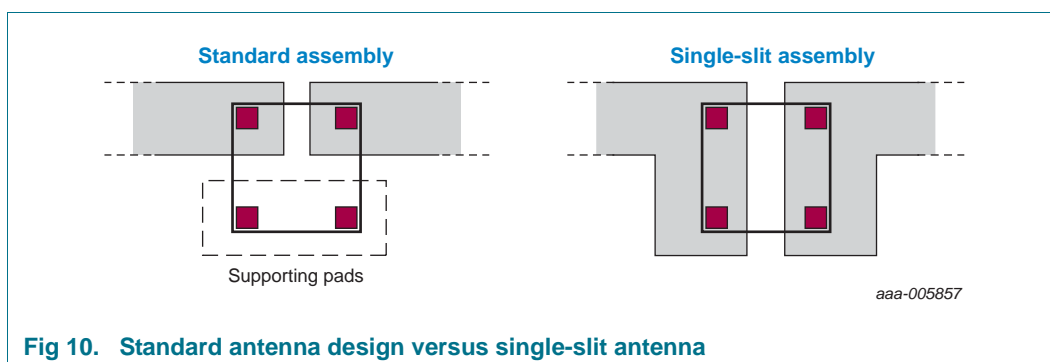 Standard assembly
Single-slit assembly
Supporting pads
aaa-005857
Fig 10. Standard antenna design versus single-slit antenna